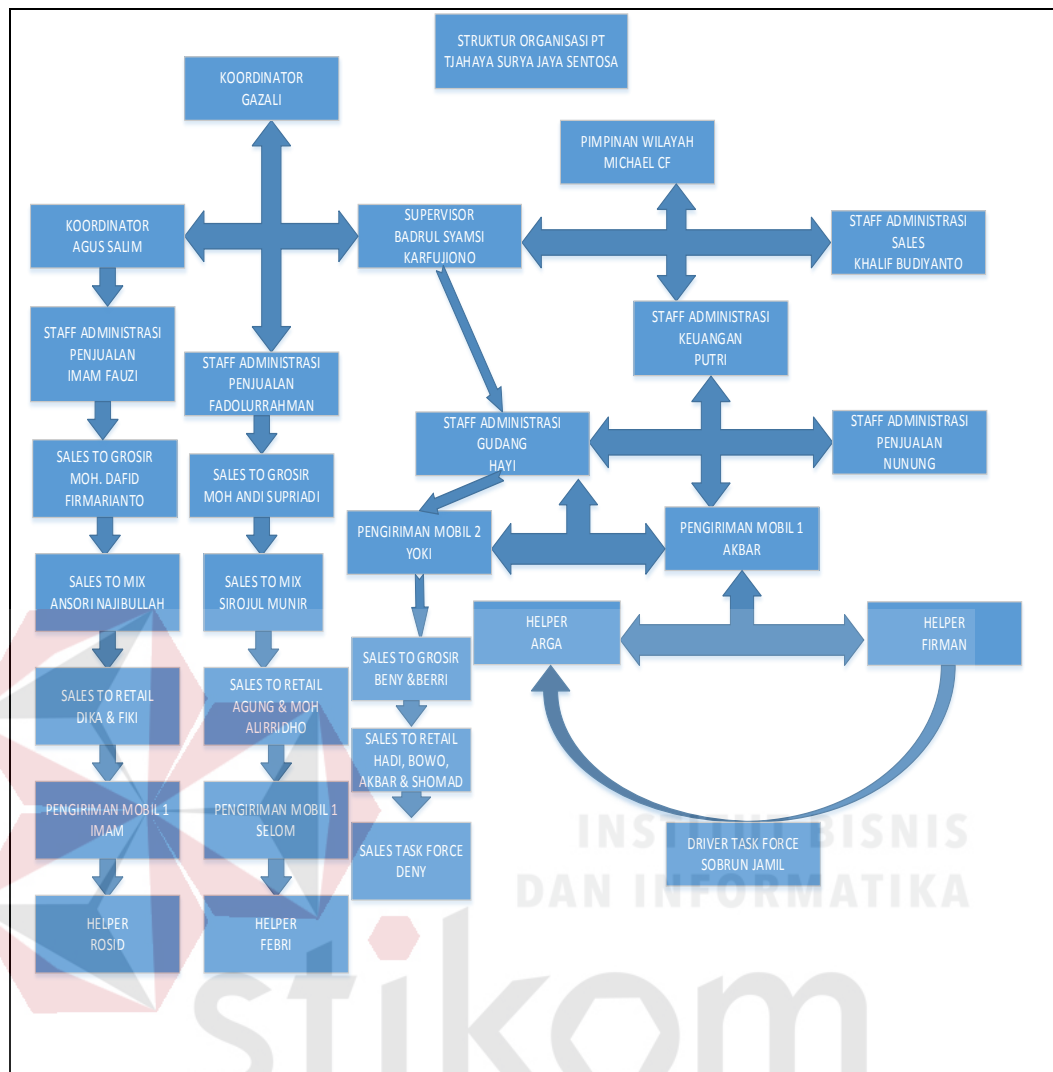 STRUKTUR ORGANISASI PT
TJAHAYA SURYA JAYA SENTOSA
KOORDINATOR
GAZALI
PIMPINAN WILAYAH
MICHAEL CF
KOORDINATOR
AGUS SALIM
SUPERVISOR
BADRUL SYAMSI
KARFUJIONO
STAFF ADMINISTRASI
SALES
KHALIF BUDIYANTO
STAFF ADMINISTRASI
PENJUALAN
IMAM FAUZI
STAFF ADMINISTRASI
KEUANGAN
PUTRI
STAFF ADMINISTRASI
PENJUALAN
FADOLURRAHMAN
STAFF ADMINISTRASI
GUDANG
HAYI
STAFF ADMINISTRASI
PENJUALAN
NUNUNG
SALES TO GROSIR
MOH. DAFID
FIRMARIANTO
SALES TO GROSIR
MOH ANDI SUPRIADI
PENGIRIMAN MOBIL 2
YOKI
PENGIRIMAN MOBIL 1
AKBAR
SALES TO MIX
ANSORI NAJIBULLAH
SALES TO MIX
SIROJUL MUNIR
HELPER
ARGA
HELPER
FIRMAN
SALES TO GROSIR
BENY &BERRI
SALES TO RETAIL
DIKA & FIKI
SALES TO RETAIL
AGUNG & MOH
ALIRRIDHO
SALES TO RETAIL
HADI, BOWO,
AKBAR & SHOMAD
PENGIRIMAN MOBIL 1
IMAM
PENGIRIMAN MOBIL 1
SELOM
SALES TASK FORCE
DENY
DRIVER TASK FORCE
SOBRUN JAMIL
HELPER
ROSID
HELPER
FEBRI
INSTITUT BISNIS
DAN INFORMATIKA
stikom